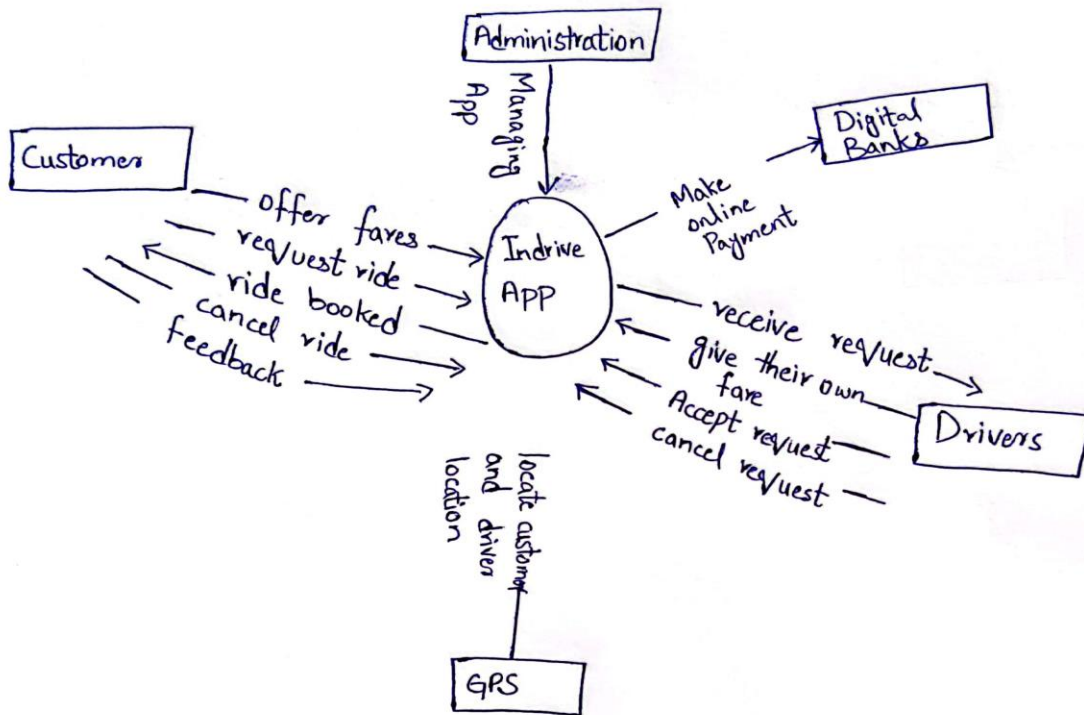 Administration
Managing
App
Digital
Banks
Customer
Make
online
Payment
offer fares
request ride
ride booked
cancel ride
feedback
Indrive
App
receive request
give their own
fare
Accept request
cancel request
Drivers
locate customer
and driver
location
GPS